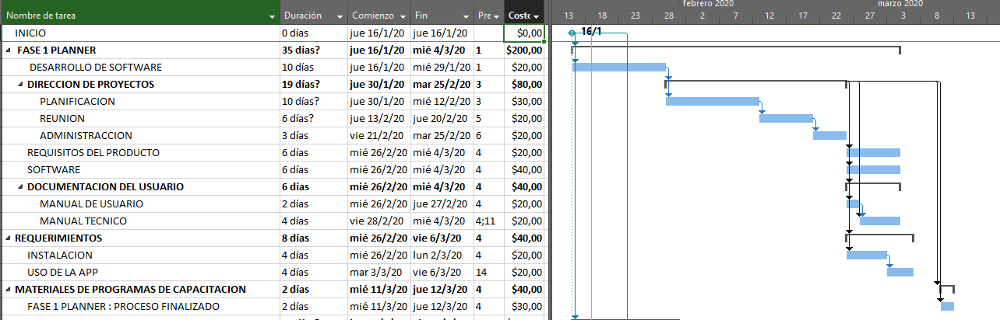 Nombre de tarea Duración Comienzo Fin Pre Costo
febrero 2020 marzo 2020
13 18 23 28 2 7 12 17 22 27 3 8 13
INICIO 0 días jue 16/1/20 jue 16/1/20 $0,00 16/1
FASE 1 PLANNER 35 días? jue 16/1/20 mié 4/3/20 1 $200,00
DESARROLLO DE SOFTWARE 10 días jue 16/1/20 mié 29/1/20 1 $20,00
DIRECCION DE PROYECTOS 19 días? jue 30/1/20 mar 25/2/20 3 $80,00
PLANIFICACION 10 días? jue 30/1/20 mié 12/2/20 3 $30,00
REUNION 6 días? jue 13/2/20 jue 20/2/20 5 $20,00
ADMINISTRACCION 3 días vie 21/2/20 mar 25/2/20 6 $20,00
REQUISITOS DEL PRODUCTO 6 días mié 26/2/20 mié 4/3/20 4 $20,00
SOFTWARE 6 días mié 26/2/20 mié 4/3/20 4 $40,00
DOCUMENTACION DEL USUARIO 6 días mié 26/2/20 mié 4/3/20 4 $40,00
MANUAL DE USUARIO 2 días mié 26/2/20 jue 27/2/20 4 $20,00
MANUAL TECNICO 4 días vie 28/2/20 mié 4/3/20 4;11 $20,00
REQUERIMIENTOS 8 días mié 26/2/20 vie 6/3/20 4 $40,00
INSTALACION 4 días mié 26/2/20 lun 2/3/20 4 $20,00
USO DE LA APP 4 días mar 3/3/20 vie 6/3/20 14 $20,00
MATERIALES DE PROGRAMAS DE CAPACITACION 2 días mié 11/3/20 jue 12/3/20 4 $40,00
FASE 1 PLANNER : PROCESO FINALIZADO 2 días mié 11/3/20 jue 12/3/20 4 $30,00